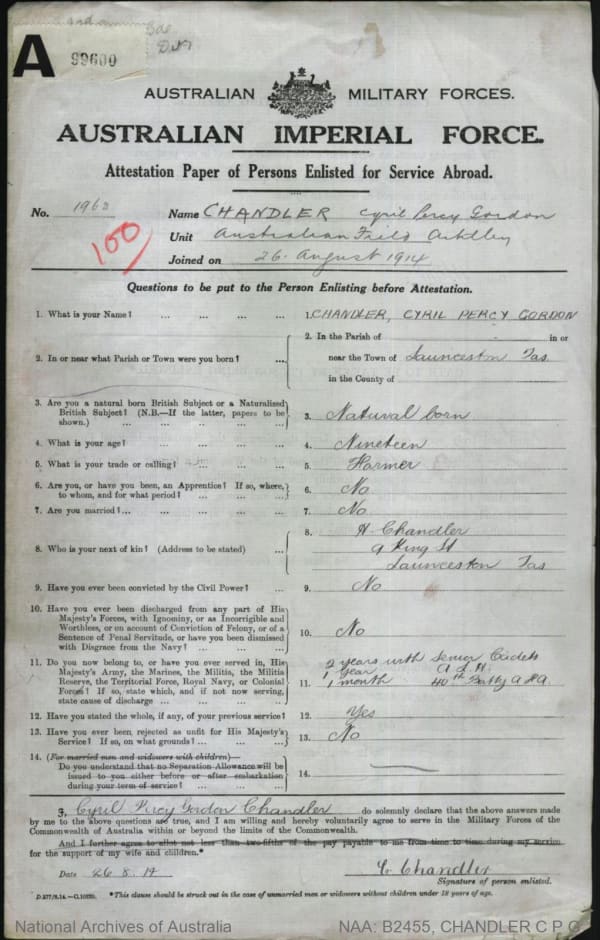 A 99600
AUSTRALIAN MILITARY FORCES.
AUSTRALIAN IMPERIAL FORCE.
Attestation Paper of Persons Enlisted for Service Abroad.
No. 1962 Name CHANDLER Cyril Percy Gordon
100
Unit Australian Field Artillery
Joined on 26. August 1914
Questions to be put to the Person Enlisting before Attestation.
1. What is your Name? ... ... ... ... 1. CHANDLER, CYRIL PERCY GORDON
2. In or near what Parish or Town were you born? ...
2. In the Parish of in or
near the Town of Launceston Tas.
in the County of
3. Are you a natural born British Subject or a Naturalised
British Subject? (N.B.—If the latter, papers to be
shown.) ... ... ... ... ... 3. Natural born
4. What is your age? ... ... ... ... 4. Nineteen
5. What is your trade or calling? ... ... ... 5. Farmer
6. Are you, or have you been, an Apprentice? If so, where,
to whom, and for what period? ... ... ... 6. No
7. Are you married? ... ... ... ... ... 7. No
8. Who is your next of kin? (Address to be stated) ...
8. H. Chandler
9 King St
Launceston Tas
9. Have you ever been convicted by the Civil Power? ... 9. No
10. Have you ever been discharged from any part of His
Majesty's Forces, with Ignominy, or as Incorrigible and
Worthless, or on account of Conviction of Felony, or of a
Sentence of Penal Servitude, or have you been dismissed
with Disgrace from the Navy? ... ... ... 10. No
11. Do you now belong to, or have you ever served in, His
Majesty's Army, the Marines, the Militia, the Militia
Reserve, the Territorial Force, Royal Navy, or Colonial
Forces? If so, state which, and if not now serving,
state cause of discharge ... ... ...
11. 2 years with Senior Cadets
1 year
1 month 40th Batty A.F.A.
12. Have you stated the whole, if any, of your previous service? 12. Yes
13. Have you ever been rejected as unfit for His Majesty's
Service? If so, on what grounds? ... ... 13. No
14. (For married men and widowers with children)—
Do you understand that no Separation Allowance will be
issued to you either before or after embarkation
during your term of service? ... ... ... 14.
I, Cyril Percy Gordon Chandler do solemnly declare that the above answers made
by me to the above questions are true, and I am willing and hereby voluntarily agree to serve in the Military Forces of the
Commonwealth of Australia within or beyond the limits of the Commonwealth.
And I further agree to allot not less than two-fifths of the pay payable to me from time to time during my service
for the support of my wife and children.*
Date 26.8.14 C. Chandler
Signature of person enlisted.
*This clause should be struck out in the case of unmarried men or widowers without children under 18 years of age.
National Archives of Australia NAA: B2455, CHANDLER C P G